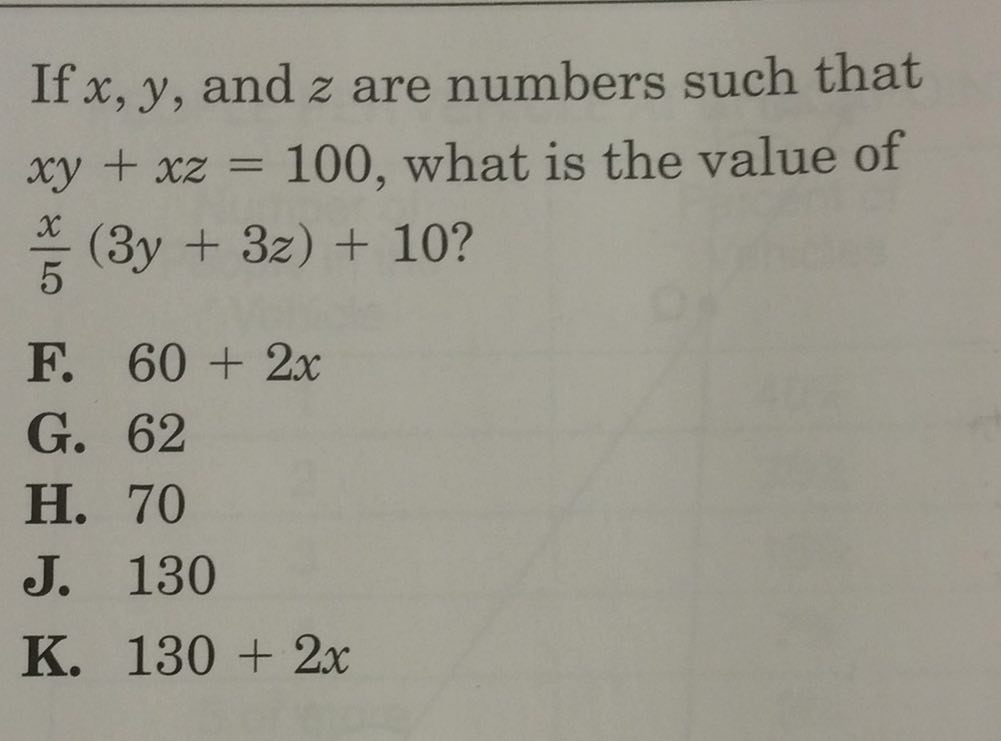 If x, y, and z are numbers such that
xy + xz = 100, what is the value of
x/5 (3y + 3z) + 10?
F. 60 + 2x
G. 62
H. 70
J. 130
K. 130 + 2x